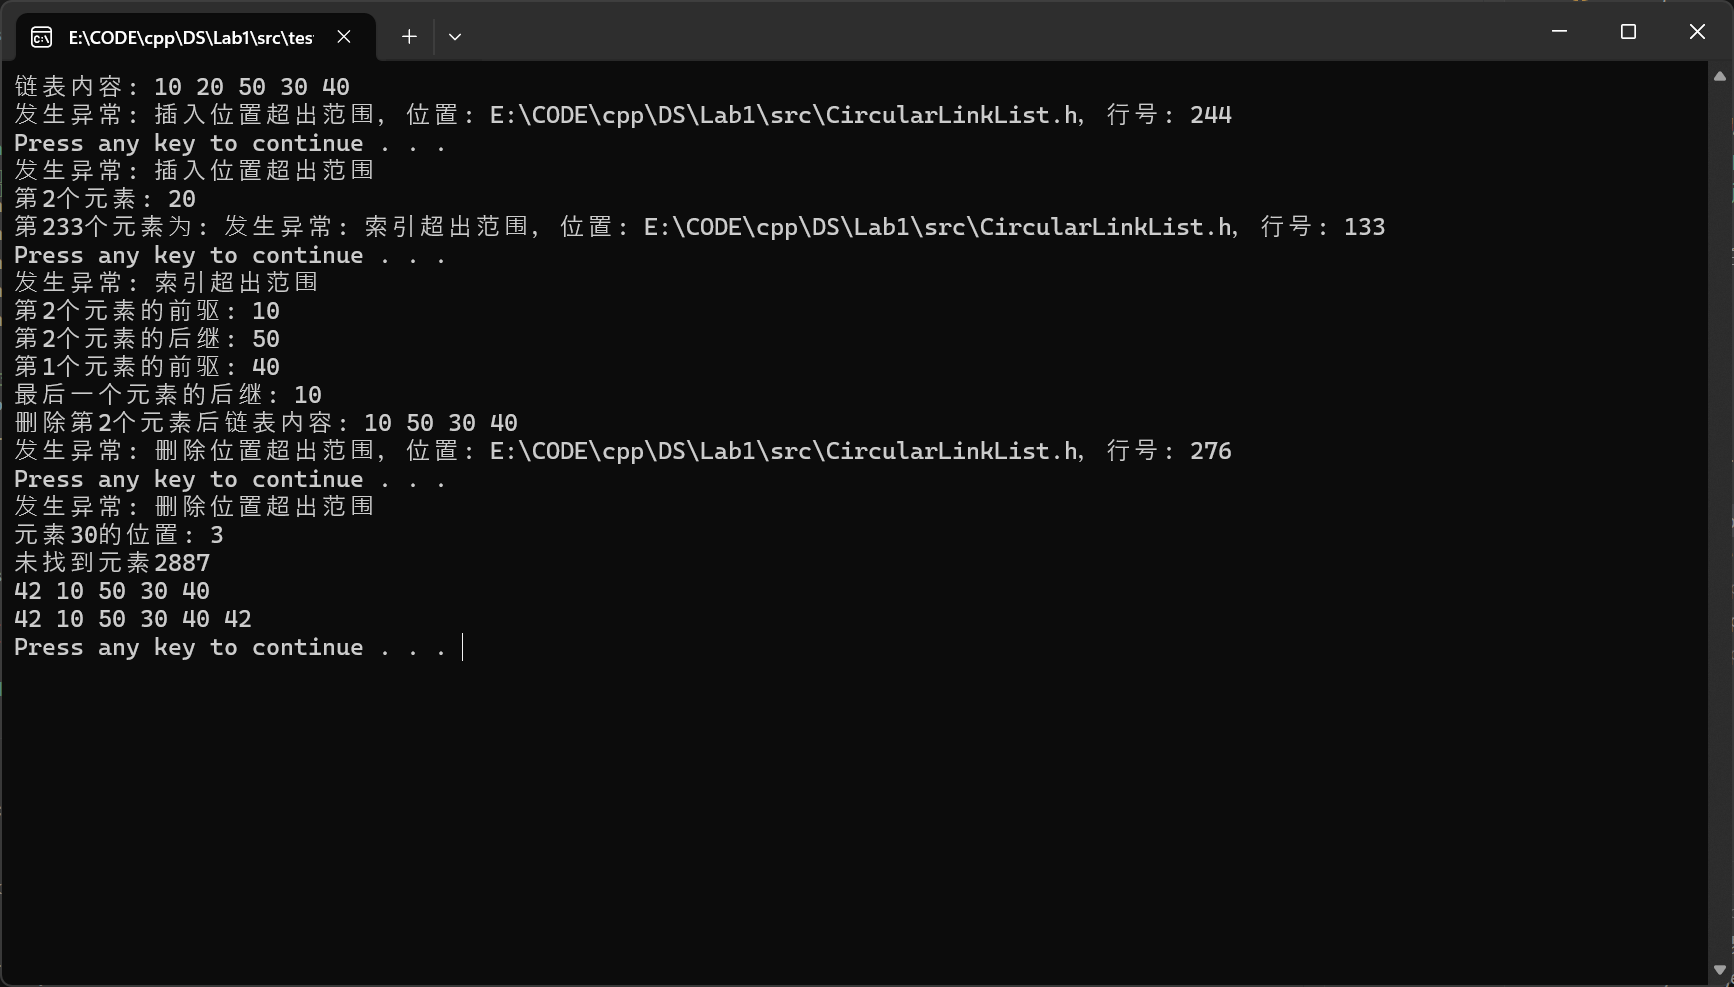 E:\CODE\cpp\DS\Lab1\src\tes
链表内容: 10 20 50 30 40
发生异常: 插入位置超出范围, 位置: E:\CODE\cpp\DS\Lab1\src\CircularLinkList.h, 行号: 244
Press any key to continue . . .
发生异常: 插入位置超出范围
第2个元素: 20
第233个元素为: 发生异常: 索引超出范围, 位置: E:\CODE\cpp\DS\Lab1\src\CircularLinkList.h, 行号: 133
Press any key to continue . . .
发生异常: 索引超出范围
第2个元素的前驱: 10
第2个元素的后继: 50
第1个元素的前驱: 40
最后一个元素的后继: 10
删除第2个元素后链表内容: 10 50 30 40
发生异常: 删除位置超出范围, 位置: E:\CODE\cpp\DS\Lab1\src\CircularLinkList.h, 行号: 276
Press any key to continue . . .
发生异常: 删除位置超出范围
元素30的位置: 3
未找到元素2887
42 10 50 30 40
42 10 50 30 40 42
Press any key to continue . . .